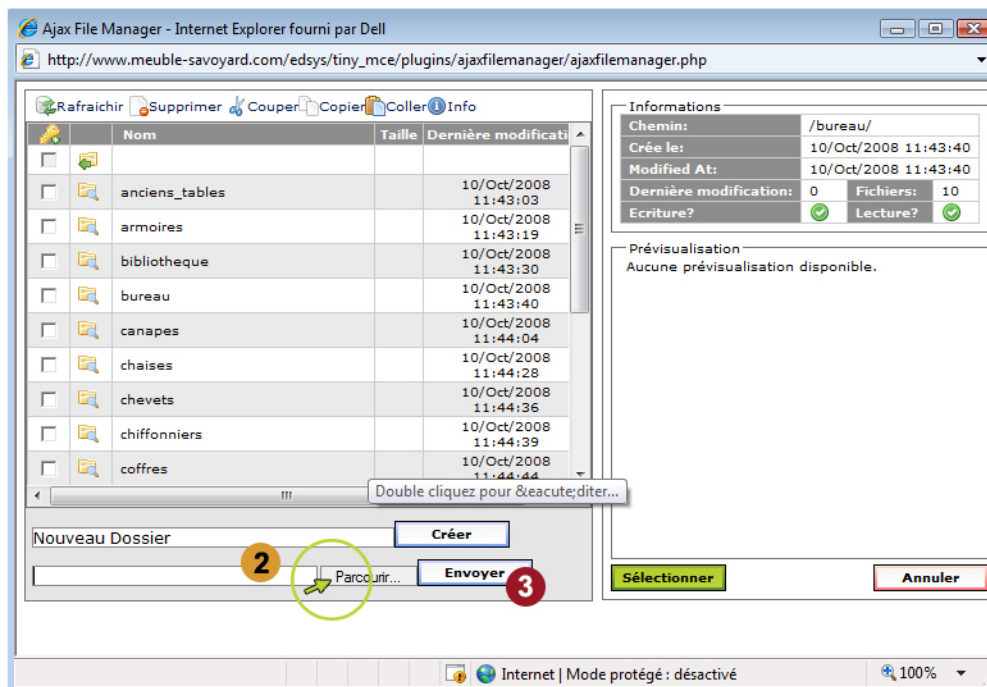 Ajax File Manager - Internet Explorer fourni par Dell
http://www.meuble-savoyard.com/edsys/tiny_mce/plugins/ajaxfilemanager/ajaxfilemanager.php
Rafraichir Supprimer Couper Copier Coller Info
Nom Taille Dernière modificati
anciens_tables 10/Oct/2008 11:43:03
armoires 10/Oct/2008 11:43:19
bibliotheque 10/Oct/2008 11:43:30
bureau 10/Oct/2008 11:43:40
canapes 10/Oct/2008 11:44:04
chaises 10/Oct/2008 11:44:28
chevets 10/Oct/2008 11:44:36
chiffonniers 10/Oct/2008 11:44:39
coffres 10/Oct/2008 11:44:44
Double cliquez pour &eacute;diter...
Nouveau Dossier Créer
2 Parcourir... Envoyer 3
Informations
Chemin: /bureau/
Crée le: 10/Oct/2008 11:43:40
Modified At: 10/Oct/2008 11:43:40
Dernière modification: 0 Fichiers: 10
Ecriture? Lecture?
Prévisualisation
Aucune prévisualisation disponible.
Sélectionner Annuler
Internet | Mode protégé : désactivé 100%